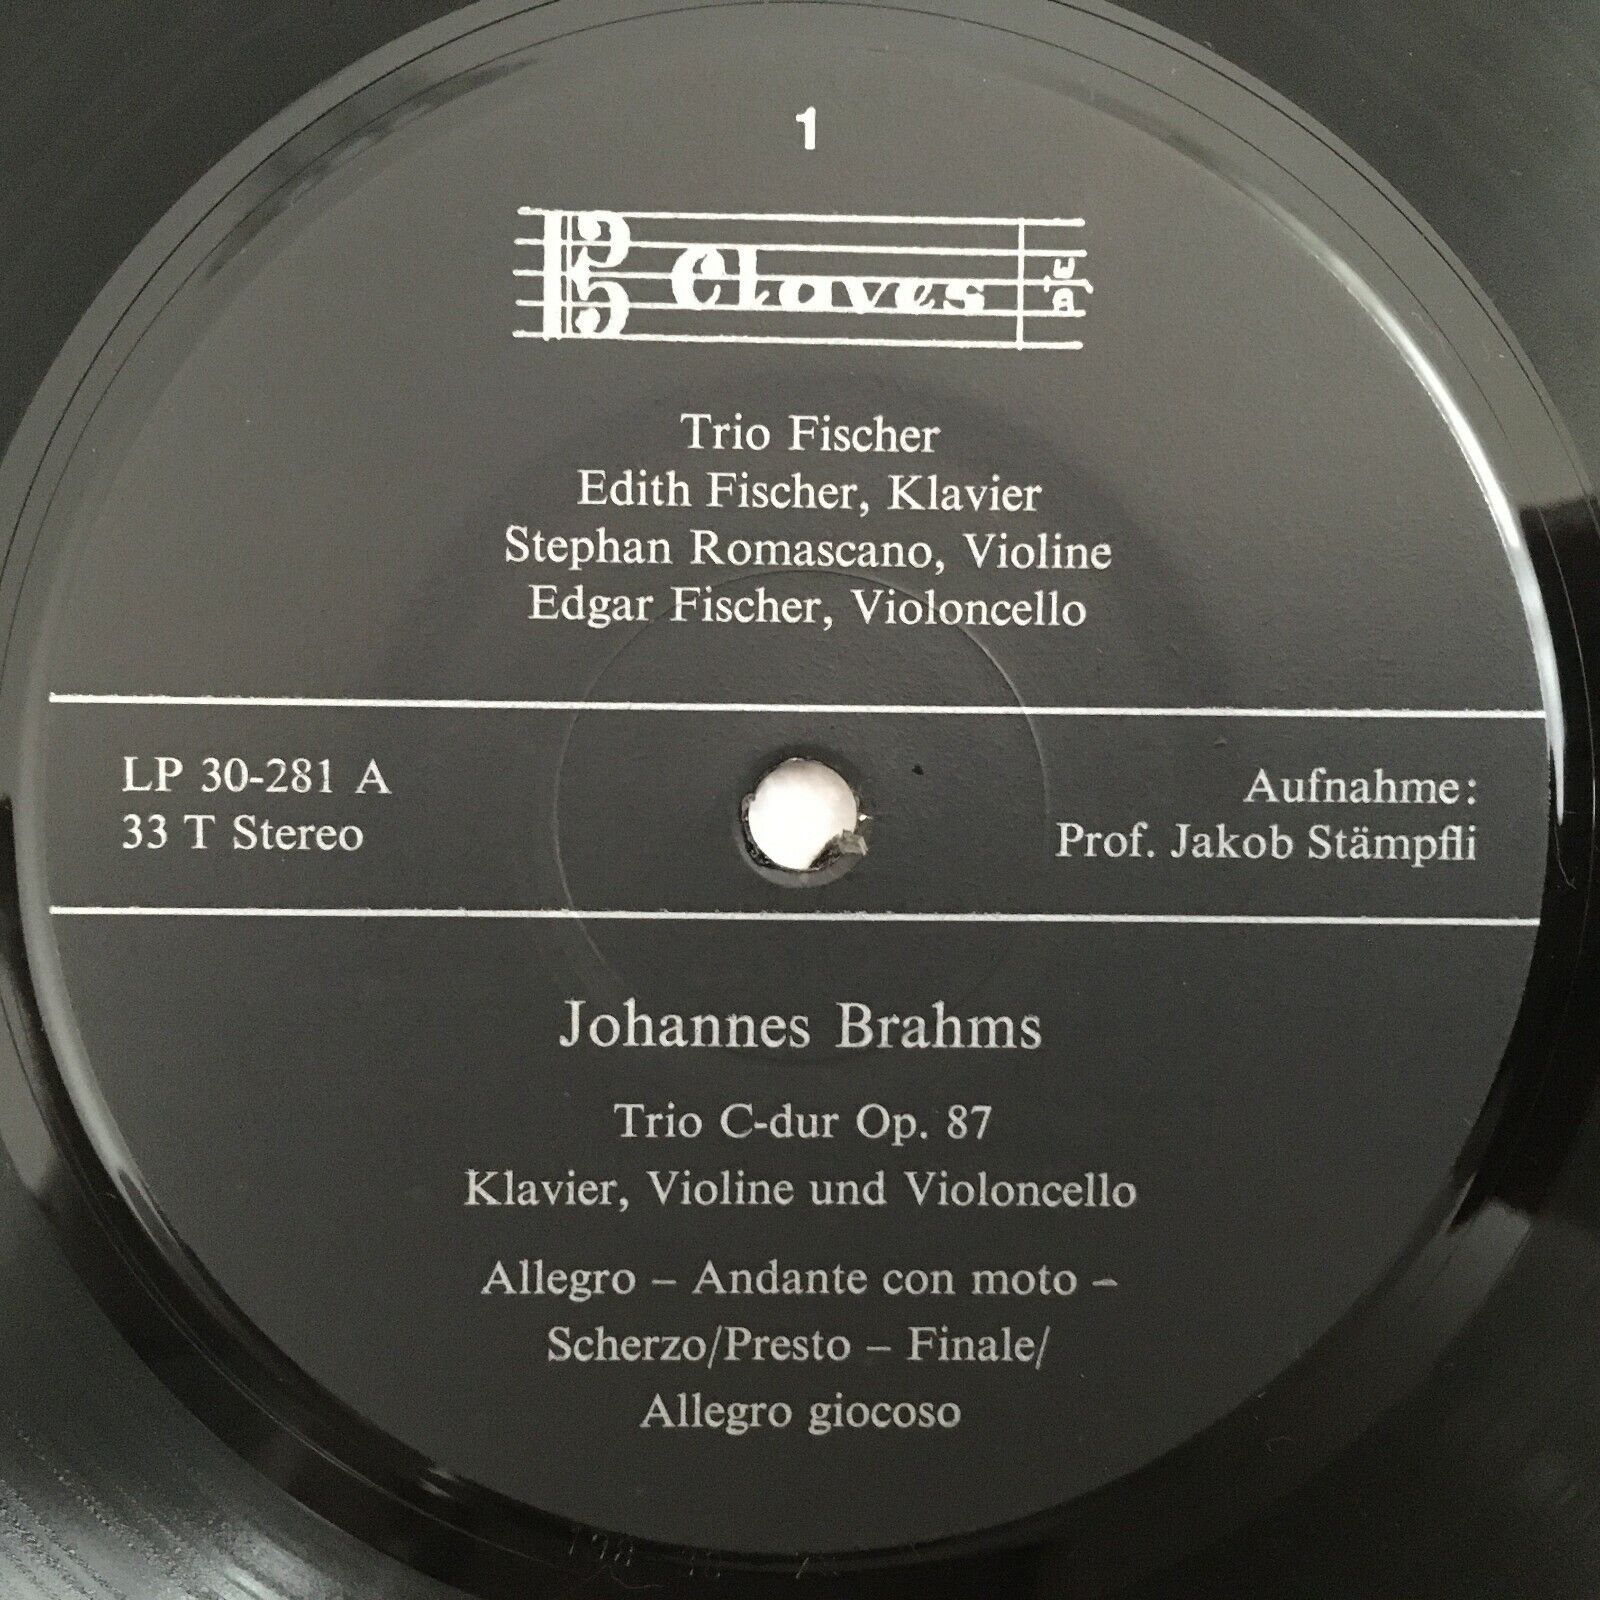 1
Claves
Trio Fischer
Edith Fischer, Klavier
Stephan Romascano, Violine
Edgar Fischer, Violoncello
LP 30-281 A
33 T Stereo
Aufnahme:
Prof. Jakob Stämpfli
Johannes Brahms
Trio C-dur Op. 87
Klavier, Violine und Violoncello
Allegro – Andante con moto –
Scherzo/Presto – Finale/
Allegro giocoso